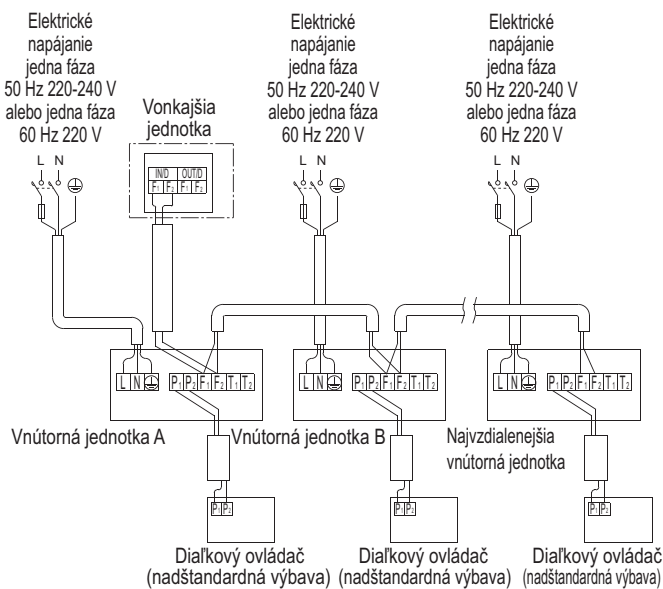 Elektrické
napájanie
jedna fáza
50 Hz 220-240 V
alebo jedna fáza
60 Hz 220 V
L N
Vonkajšia
jednotka
IN/D OUT/D
F1 F2 F1 F2
Elektrické
napájanie
jedna fáza
50 Hz 220-240 V
alebo jedna fáza
60 Hz 220 V
L N
Elektrické
napájanie
jedna fáza
50 Hz 220-240 V
alebo jedna fáza
60 Hz 220 V
L N
L N P1 P2 F1 F2 T1 T2
L N P1 P2 F1 F2 T1 T2
L N P1 P2 F1 F2 T1 T2
Vnútorná jednotka A
Vnútorná jednotka B
Najvzdialenejšia
vnútorná jednotka
P1 P2
P1 P2
P1 P2
Diaľkový ovládač
(nadštandardná výbava)
Diaľkový ovládač
(nadštandardná výbava)
Diaľkový ovládač
(nadštandardná výbava)